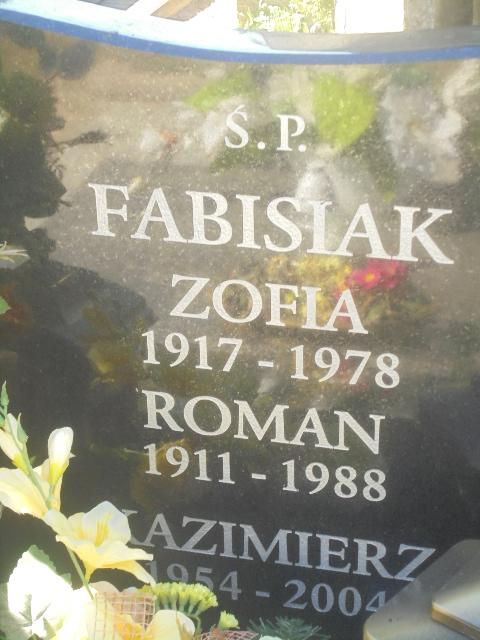 Ś.P.
FABISIAK
ZOFIA
1917 - 1978
ROMAN
1911 - 1988
KAZIMIERZ
1954 - 2004